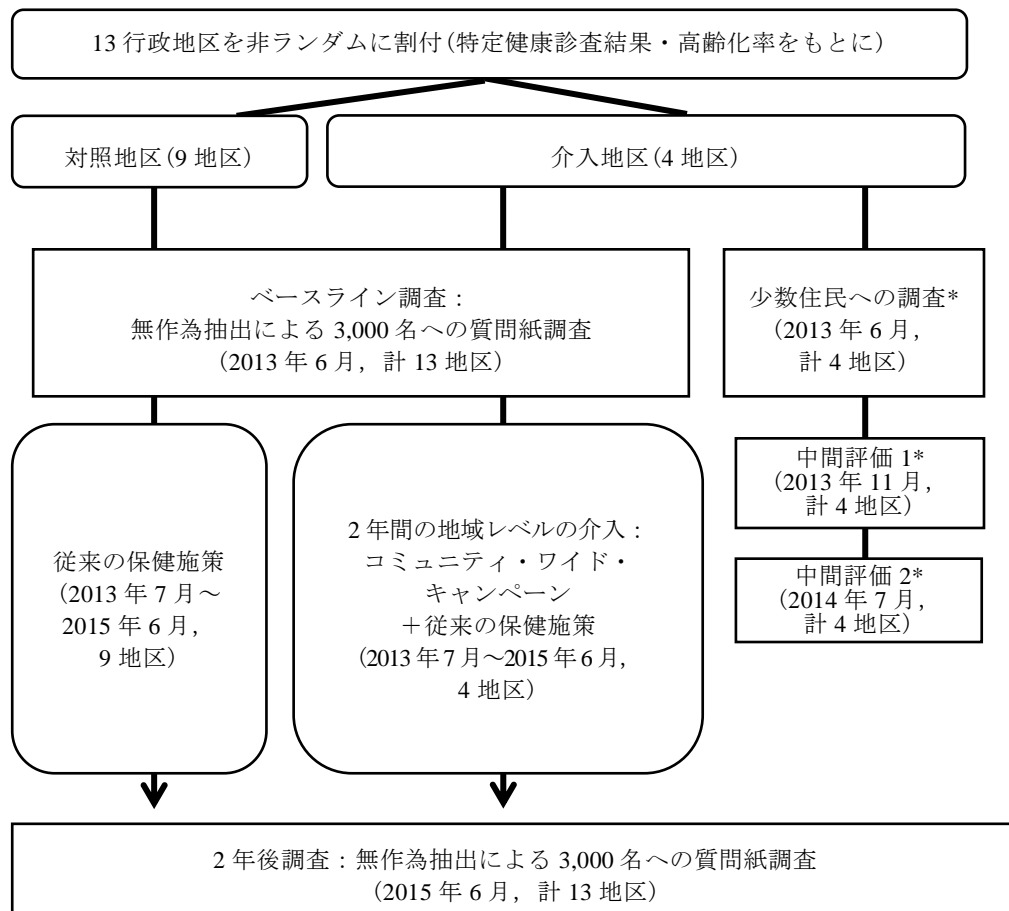 13 行政地区を非ランダムに割付(特定健康診査結果・高齢化率をもとに)
対照地区(9 地区)
介入地区(4 地区)
ベースライン調査：
無作為抽出による 3,000 名への質問紙調査
(2013 年 6 月，計 13 地区)
少数住民への調査*
(2013 年 6 月，
計 4 地区)
中間評価 1*
(2013 年 11 月，
計 4 地区)
中間評価 2*
(2014 年 7 月，
計 4 地区)
従来の保健施策
(2013 年 7 月～
2015 年 6 月，
9 地区)
2 年間の地域レベルの介入：
コミュニティ・ワイド・
キャンペーン
＋従来の保健施策
(2013 年 7 月～2015 年 6 月，
4 地区)
2 年後調査：無作為抽出による 3,000 名への質問紙調査
(2015 年 6 月，計 13 地区)